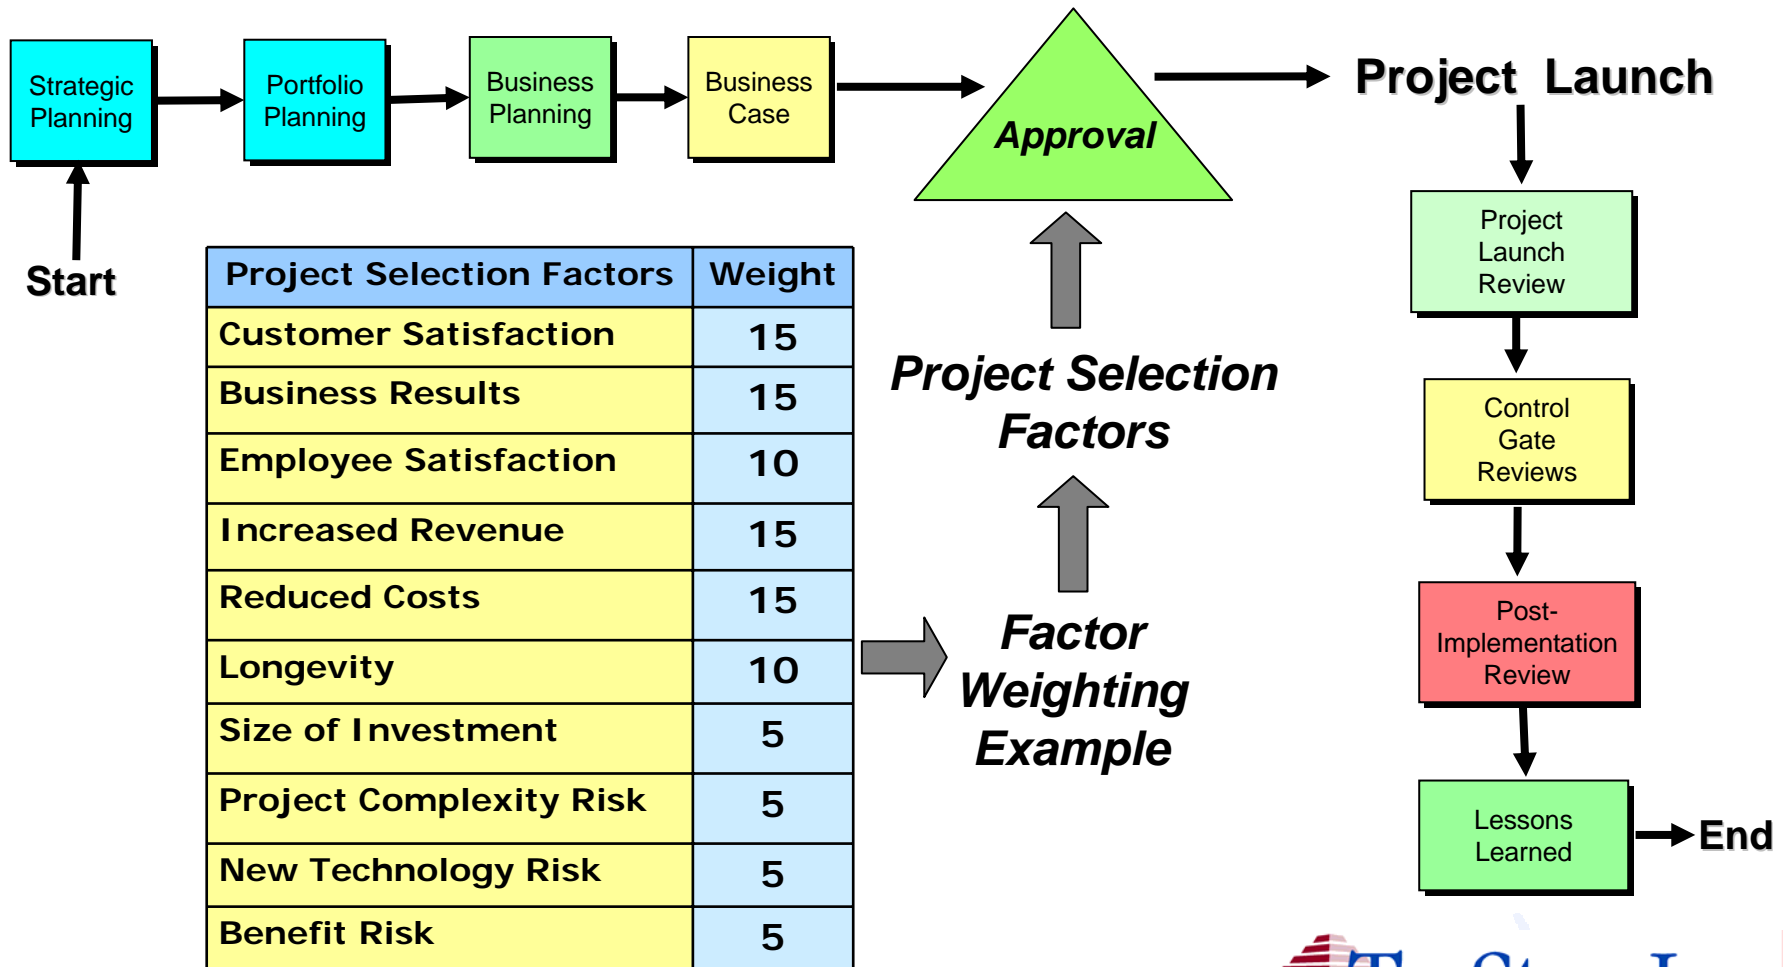 Strategic
Planning
Portfolio
Planning
Business
Planning
Business
Case
Approval
Project Launch
Start
Project Selection Factors Weight
Customer Satisfaction 15
Business Results 15
Employee Satisfaction 10
Increased Revenue 15
Reduced Costs 15
Longevity 10
Size of Investment 5
Project Complexity Risk 5
New Technology Risk 5
Benefit Risk 5
Project Selection
Factors
Factor
Weighting
Example
Project
Launch
Review
Control
Gate
Reviews
Post-
Implementation
Review
Lessons
Learned
End